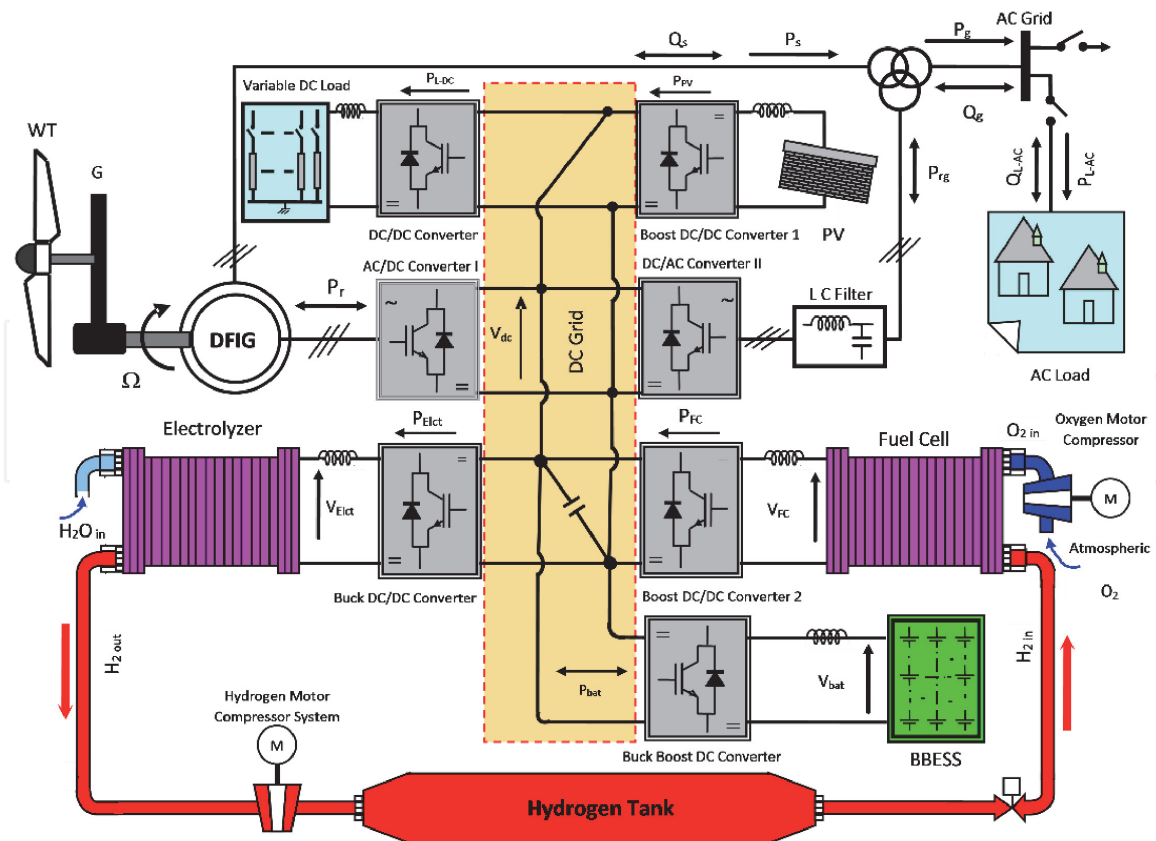 AC Grid
Qs
Ps
Pg
Variable DC Load
PL-DC
PPV
Qg
WT
G
Prg
QL-AC
PL-AC
DC/DC Converter
Boost DC/DC Converter 1
PV
AC/DC Converter I
DC/AC Converter II
Pr
~
~
L C Filter
DFIG
Vdc
DC Grid
Ω
AC Load
Electrolyzer
PElct
PFC
Fuel Cell
O2 in
Oxygen Motor
Compressor
VElct
VFC
M
H2O in
Atmospheric
O2
Buck DC/DC Converter
Boost DC/DC Converter 2
H2 out
H2 in
Hydrogen Motor
Compressor System
Pbat
Vbat
M
Buck Boost DC Converter
BBESS
Hydrogen Tank